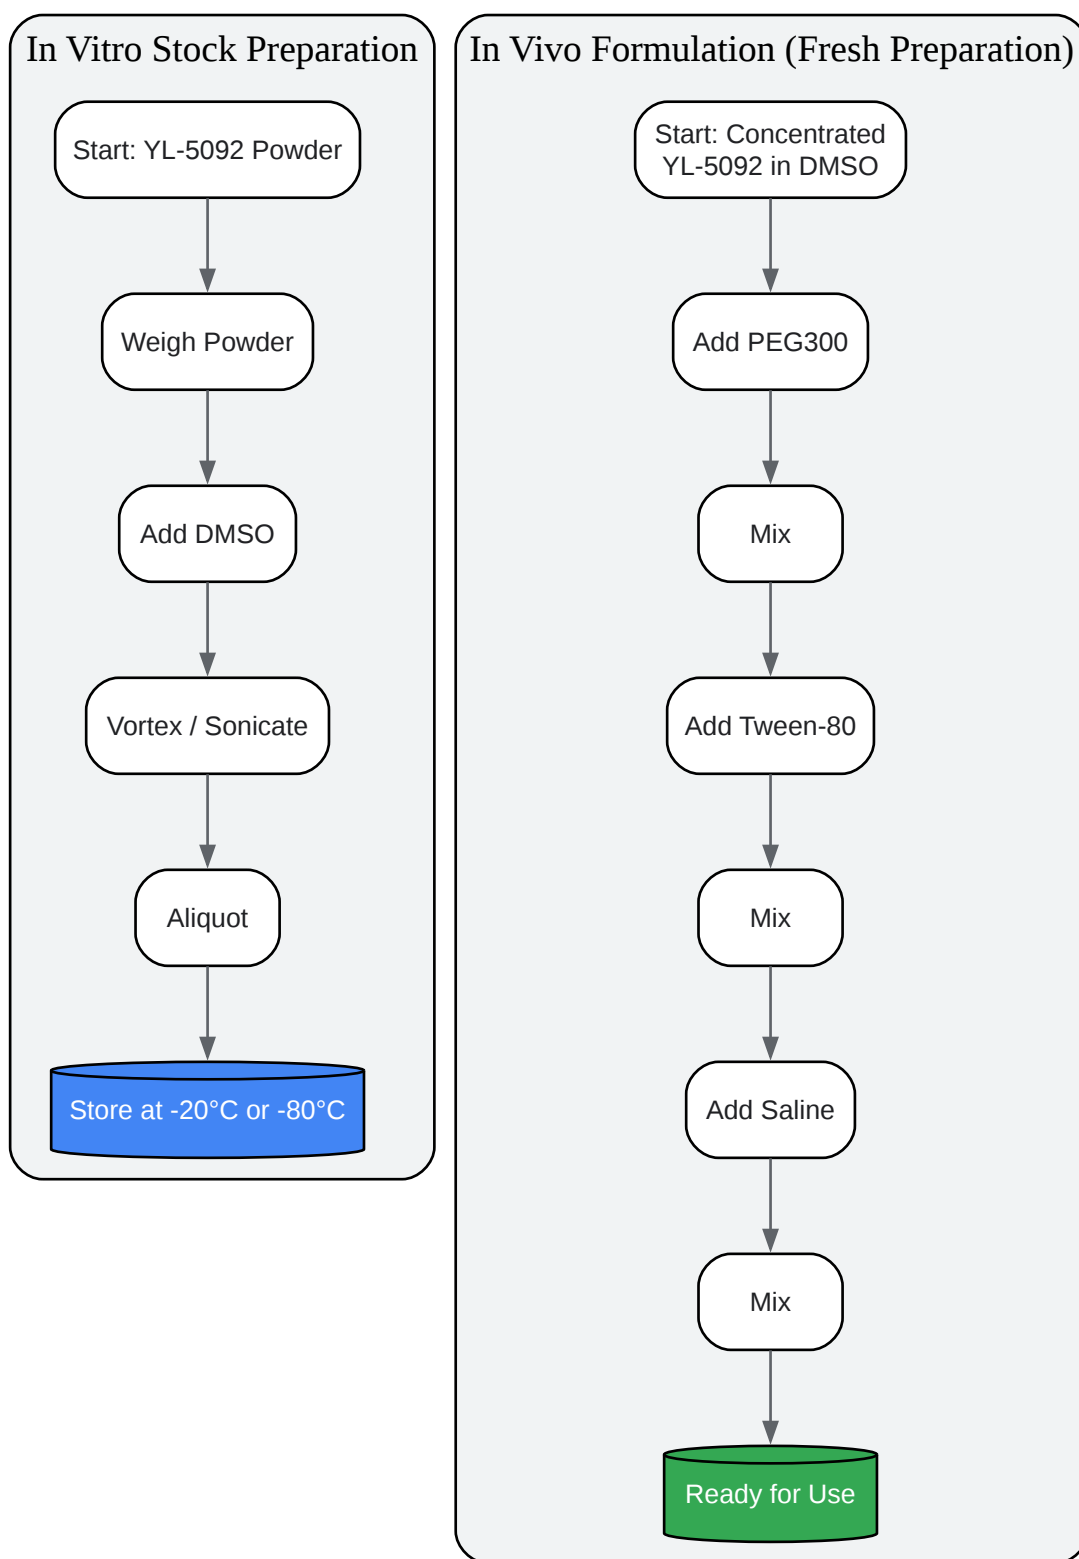 In Vitro Stock Preparation
Start: YL-5092 Powder
Weigh Powder
Add DMSO
Vortex / Sonicate
Aliquot
Store at -20°C or -80°C
In Vivo Formulation (Fresh Preparation)
Start: Concentrated
YL-5092 in DMSO
Add PEG300
Mix
Add Tween-80
Mix
Add Saline
Mix
Ready for Use